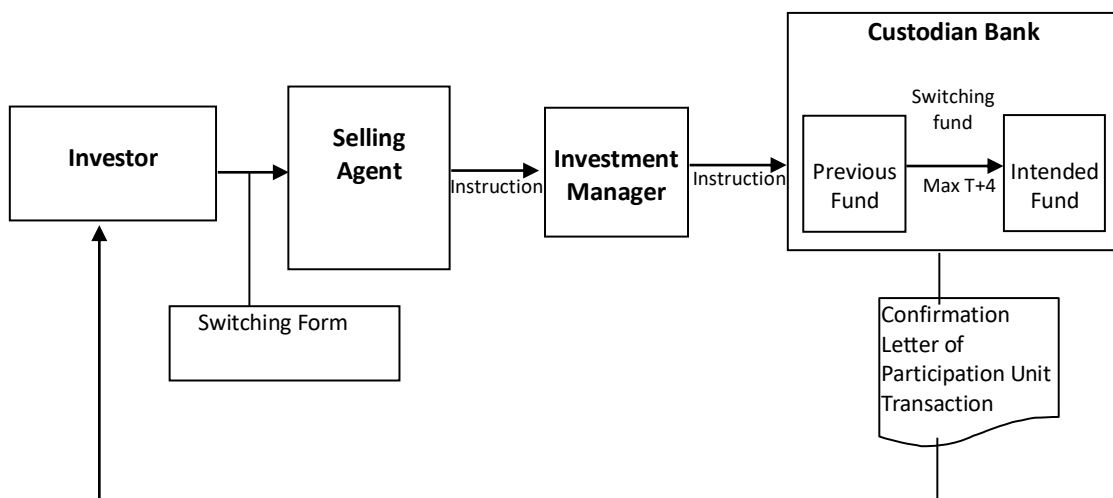 Investor
Switching Form
Selling
Agent
Instruction
Investment
Manager
Instruction
Custodian Bank
Previous
Fund
Switching
fund
Max T+4
Intended
Fund
Confirmation
Letter of
Participation Unit
Transaction